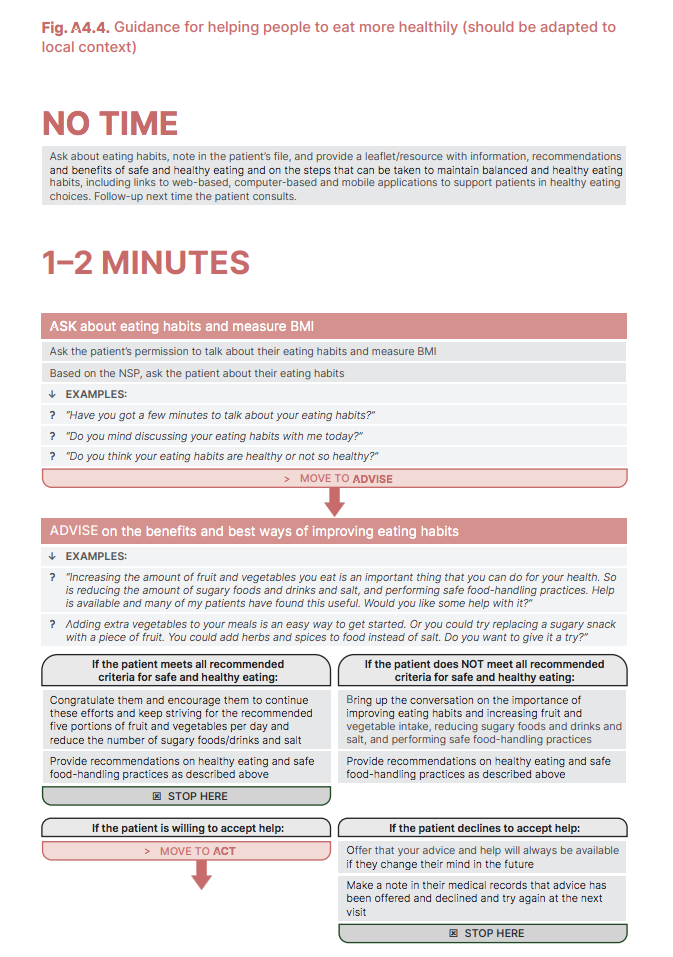 Fig. A4.4. Guidance for helping people to eat more healthily (should be adapted to
local context)
NO TIME
Ask about eating habits, note in the patient's file, and provide a leaflet/resource with information, recommendations
and benefits of safe and healthy eating and on the steps that can be taken to maintain balanced and healthy eating
habits, including links to web-based, computer-based and mobile applications to support patients in healthy eating
choices. Follow-up next time the patient consults.
1–2 MINUTES
ASK about eating habits and measure BMI
Ask the patient's permission to talk about their eating habits and measure BMI
Based on the NSP, ask the patient about their eating habits
↓ EXAMPLES:
? "Have you got a few minutes to talk about your eating habits?"
? "Do you mind discussing your eating habits with me today?"
? "Do you think your eating habits are healthy or not so healthy?"
> MOVE TO ADVISE
ADVISE on the benefits and best ways of improving eating habits
↓ EXAMPLES:
? "Increasing the amount of fruit and vegetables you eat is an important thing that you can do for your health. So
is reducing the amount of sugary foods and drinks and salt, and performing safe food-handling practices. Help
is available and many of my patients have found this useful. Would you like some help with it?"
? Adding extra vegetables to your meals is an easy way to get started. Or you could try replacing a sugary snack
with a piece of fruit. You could add herbs and spices to food instead of salt. Do you want to give it a try?"
If the patient meets all recommended
criteria for safe and healthy eating:
Congratulate them and encourage them to continue
these efforts and keep striving for the recommended
five portions of fruit and vegetables per day and
reduce the number of sugary foods/drinks and salt
Provide recommendations on healthy eating and safe
food-handling practices as described above
☒ STOP HERE
If the patient does NOT meet all recommended
criteria for safe and healthy eating:
Bring up the conversation on the importance of
improving eating habits and increasing fruit and
vegetable intake, reducing sugary foods and drinks and
salt, and performing safe food-handling practices
Provide recommendations on healthy eating and safe
food-handling practices as described above
If the patient is willing to accept help:
> MOVE TO ACT
If the patient declines to accept help:
Offer that your advice and help will always be available
if they change their mind in the future
Make a note in their medical records that advice has
been offered and declined and try again at the next
visit
☒ STOP HERE